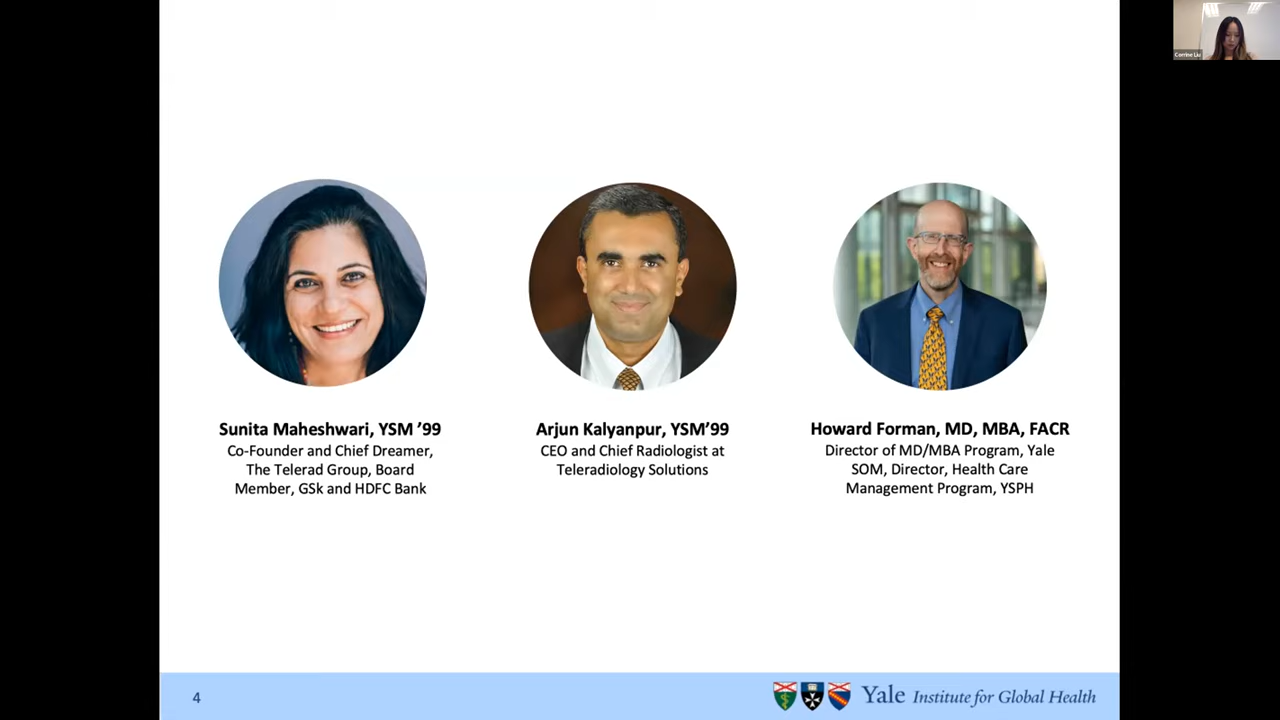 Corrine Liu
Sunita Maheshwari, YSM ’99
Co-Founder and Chief Dreamer,
The Telerad Group, Board
Member, GSk and HDFC Bank
Arjun Kalyanpur, YSM’99
CEO and Chief Radiologist at
Teleradiology Solutions
Howard Forman, MD, MBA, FACR
Director of MD/MBA Program, Yale
SOM, Director, Health Care
Management Program, YSPH
4
Yale Institute for Global Health